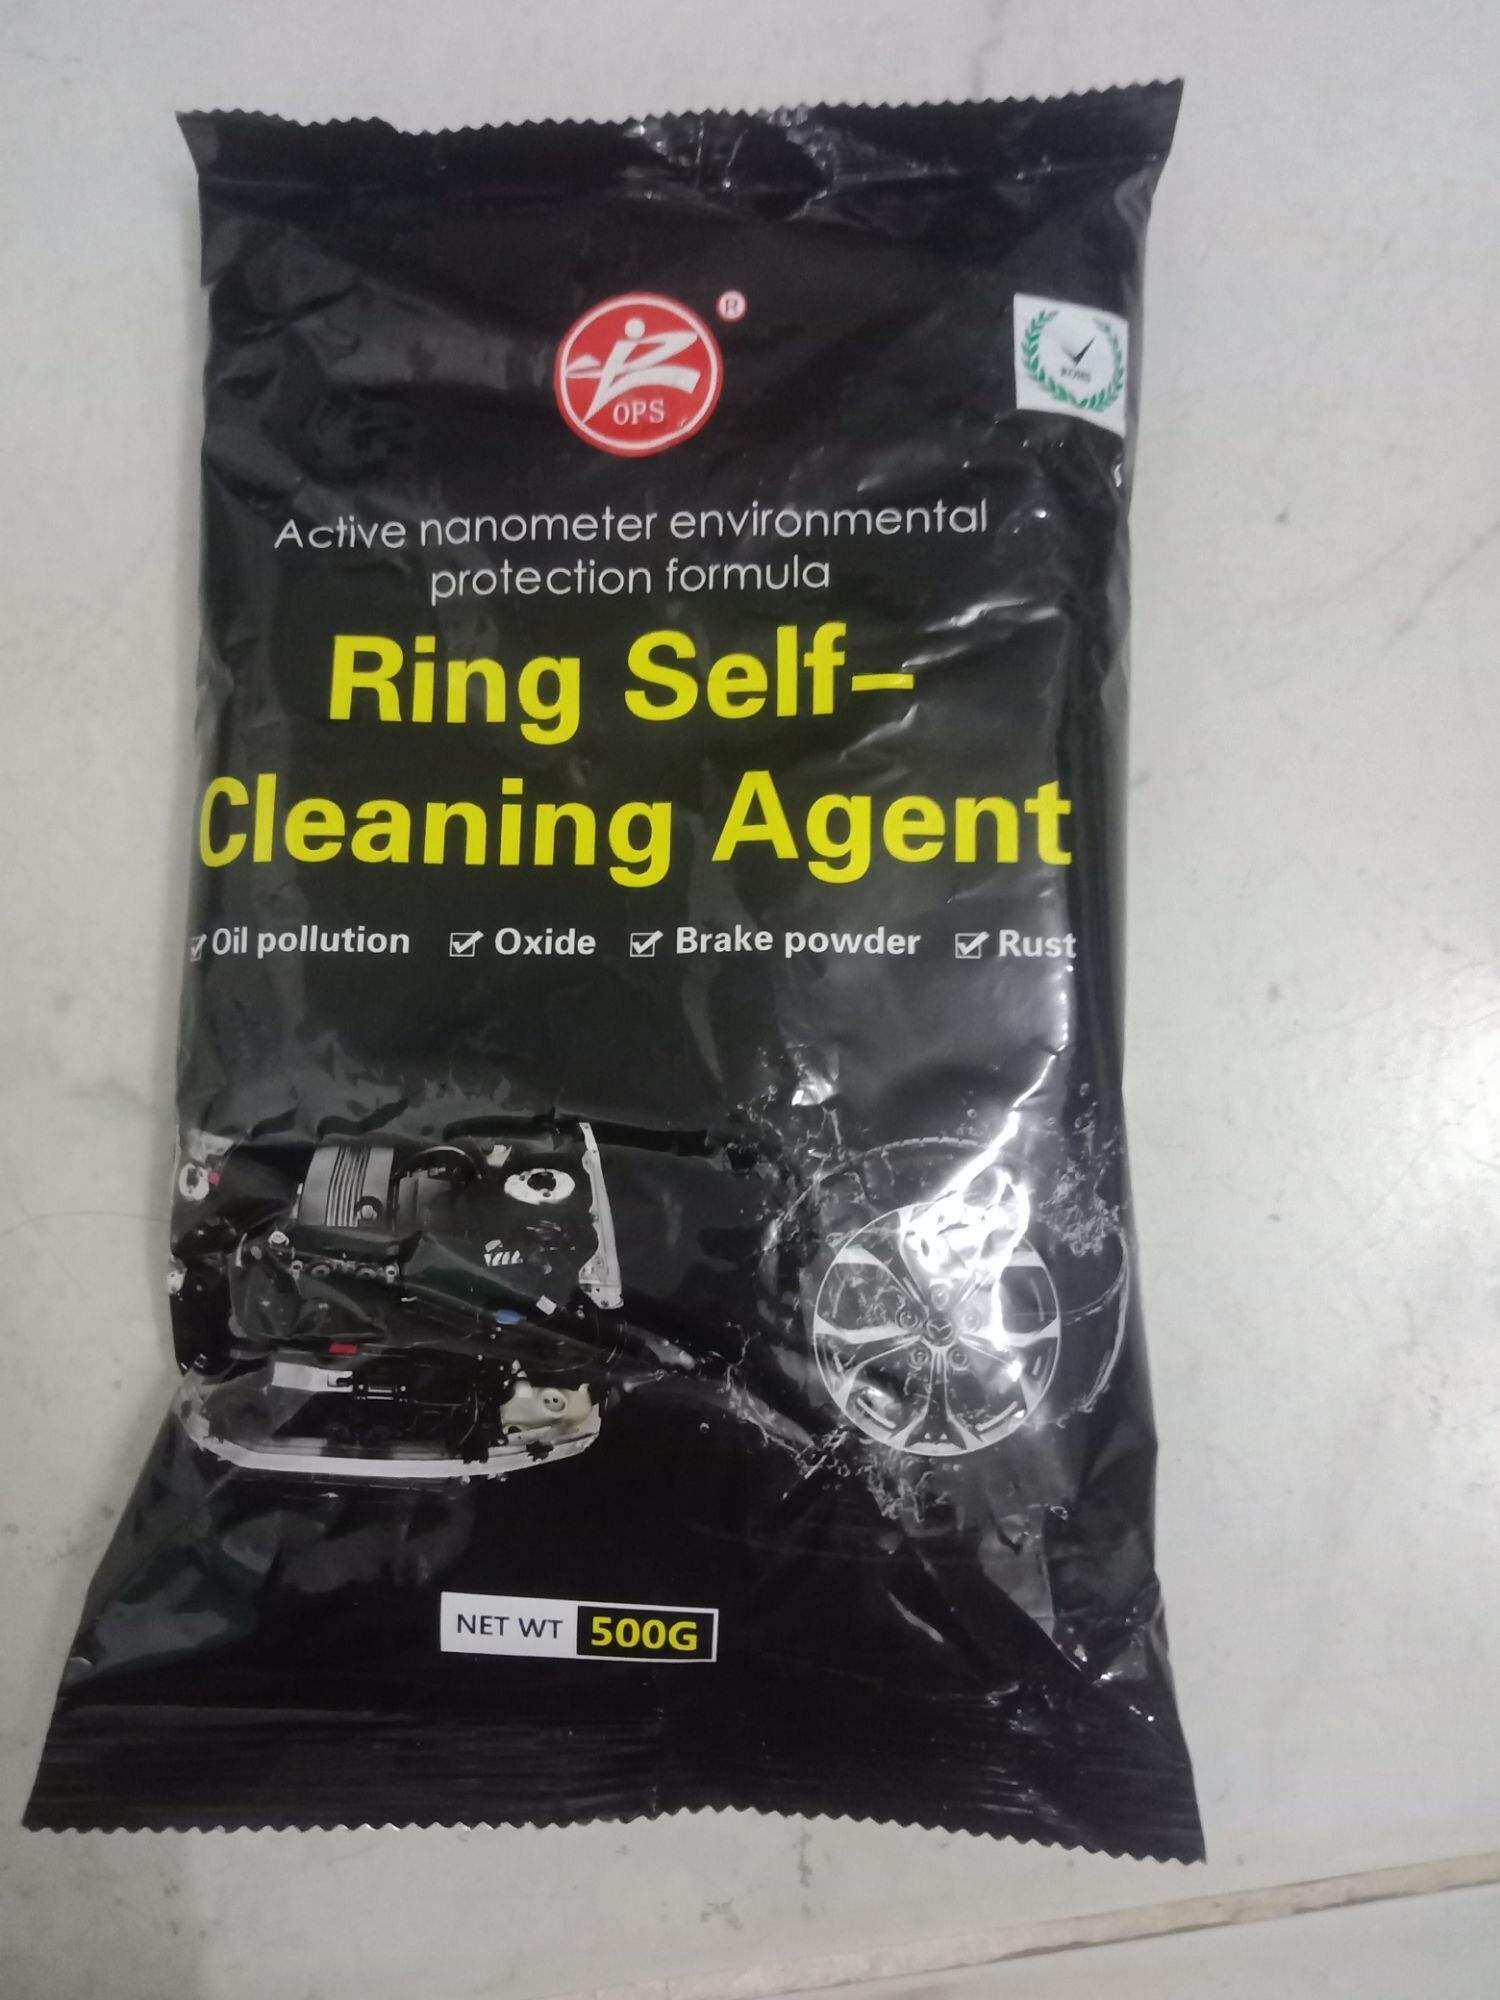 ®
OPS
ROHS
Active nanometer environmental
protection formula
Ring Self-
Cleaning Agent
Oil pollution Oxide Brake powder Rust
NET WT 500G